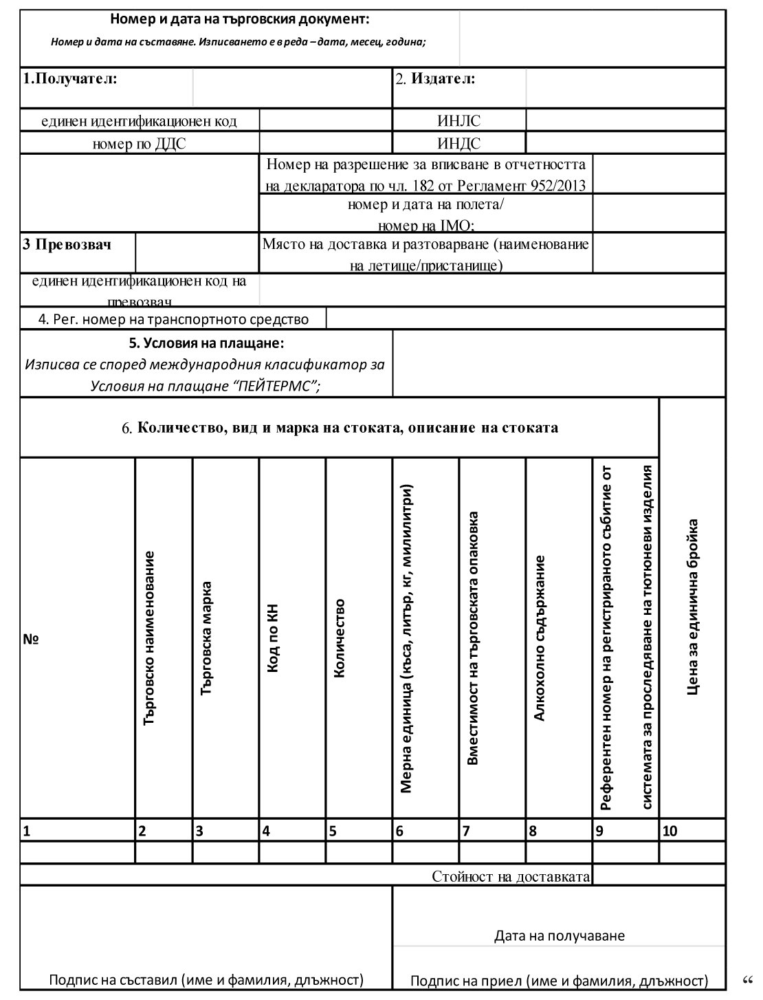 Номер и дата на търговския документ:
Номер и дата на съставяне. Изписването е в реда – дата, месец, година;
1.Получател:
2. Издател:
единен идентификационен код
ИНЛС
номер по ДДС
ИНДС
Номер на разрешение за вписване в отчетността
на декларатора по чл. 182 от Регламент 952/2013
номер и дата на полета/
номер на IMO;
3 Превозвач
Място на доставка и разтоварване (наименование
на летище/пристанище)
единен идентификационен код на
превозвач
4. Рег. номер на транспортното средство
5. Условия на плащане:
Изписва се според международния класификатор за
Условия на плащане “ПЕЙТЕРМС”;
6. Количество, вид и марка на стоката, описание на стоката
№
Търговско наименование
Търговска марка
Код по КН
Количество
Мерна единица (къса, литър, кг, милилитри)
Вместимост на търговската опаковка
Алкохолно съдържание
Референтен номер на регистрираното събитие от
системата за проследяване на тютюневи изделия
Цена за единична бройка
1 2 3 4 5 6 7 8 9 10
Стойност на доставката
Дата на получаване
Подпис на съставил (име и фамилия, длъжност)
Подпис на приел (име и фамилия, длъжност)
“